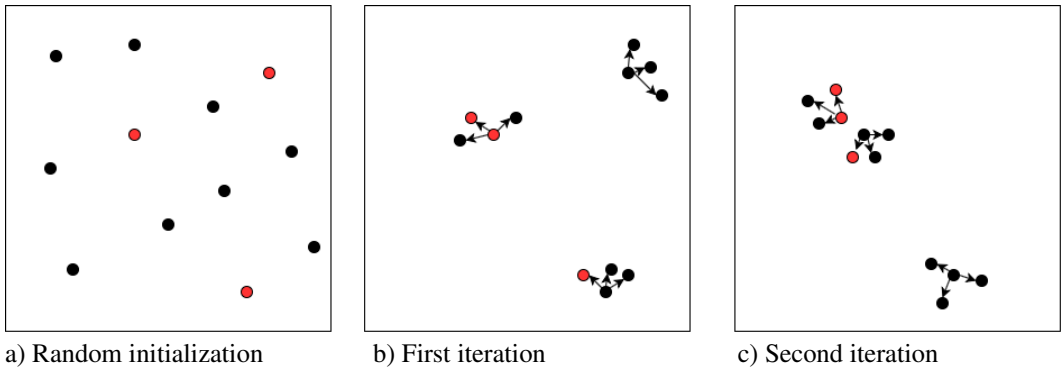 a) Random initialization
b) First iteration
c) Second iteration